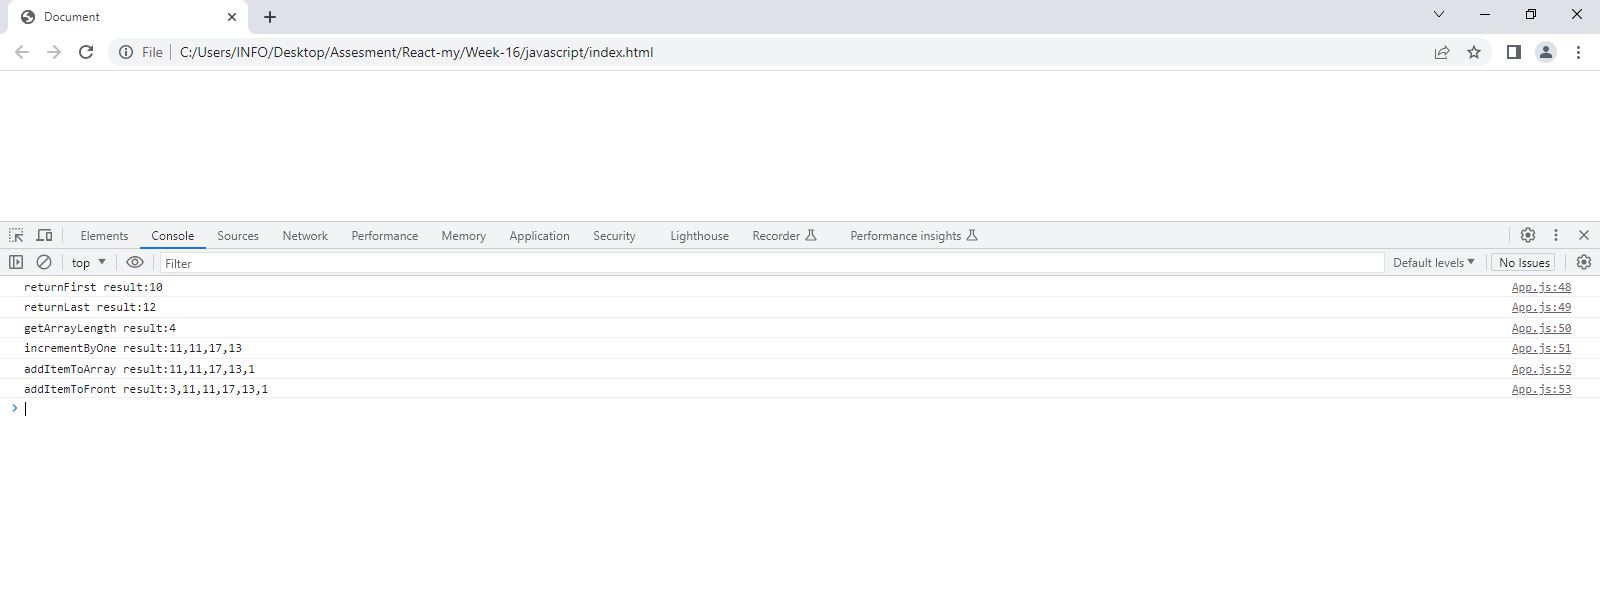 Document
File C:/Users/INFO/Desktop/Assesment/React-my/Week-16/javascript/index.html
Elements Console Sources Network Performance Memory Application Security Lighthouse Recorder Performance insights
top Filter Default levels No Issues
returnFirst result:10 App.js:48
returnLast result:12 App.js:49
getArrayLength result:4 App.js:50
incrementByOne result:11,11,17,13 App.js:51
addItemToArray result:11,11,17,13,1 App.js:52
addItemToFront result:3,11,11,17,13,1 App.js:53